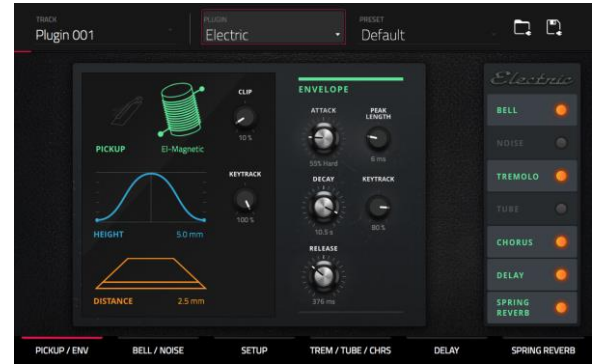 TRACK
Plugin 001
PLUGIN
Electric
PRESET
Default
Electric
CLIP
10 %
PICKUP
El-Magnetic
KEYTRACK
100 %
HEIGHT
5.0 mm
DISTANCE
2.5 mm
ENVELOPE
ATTACK
PEAK
LENGTH
55% Hard
6 ms
DECAY
KEYTRACK
10.5 s
80 %
RELEASE
376 ms
BELL
NOISE
TREMOLO
TUBE
CHORUS
DELAY
SPRING
REVERB
PICKUP / ENV
BELL / NOISE
SETUP
TREM / TUBE / CHRS
DELAY
SPRING REVERB